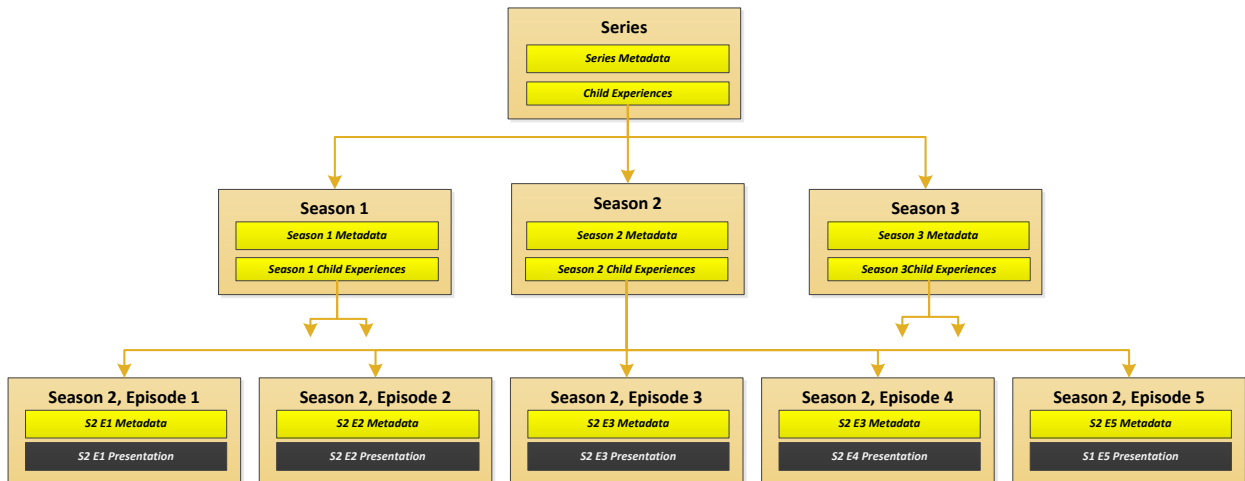 Series
Series Metadata
Child Experiences
Season 1
Season 1 Metadata
Season 1 Child Experiences
Season 2
Season 2 Metadata
Season 2 Child Experiences
Season 3
Season 3 Metadata
Season 3Child Experiences
Season 2, Episode 1
S2 E1 Metadata
S2 E1 Presentation
Season 2, Episode 2
S2 E2 Metadata
S2 E2 Presentation
Season 2, Episode 3
S2 E3 Metadata
S2 E3 Presentation
Season 2, Episode 4
S2 E3 Metadata
S2 E4 Presentation
Season 2, Episode 5
S2 E5 Metadata
S1 E5 Presentation